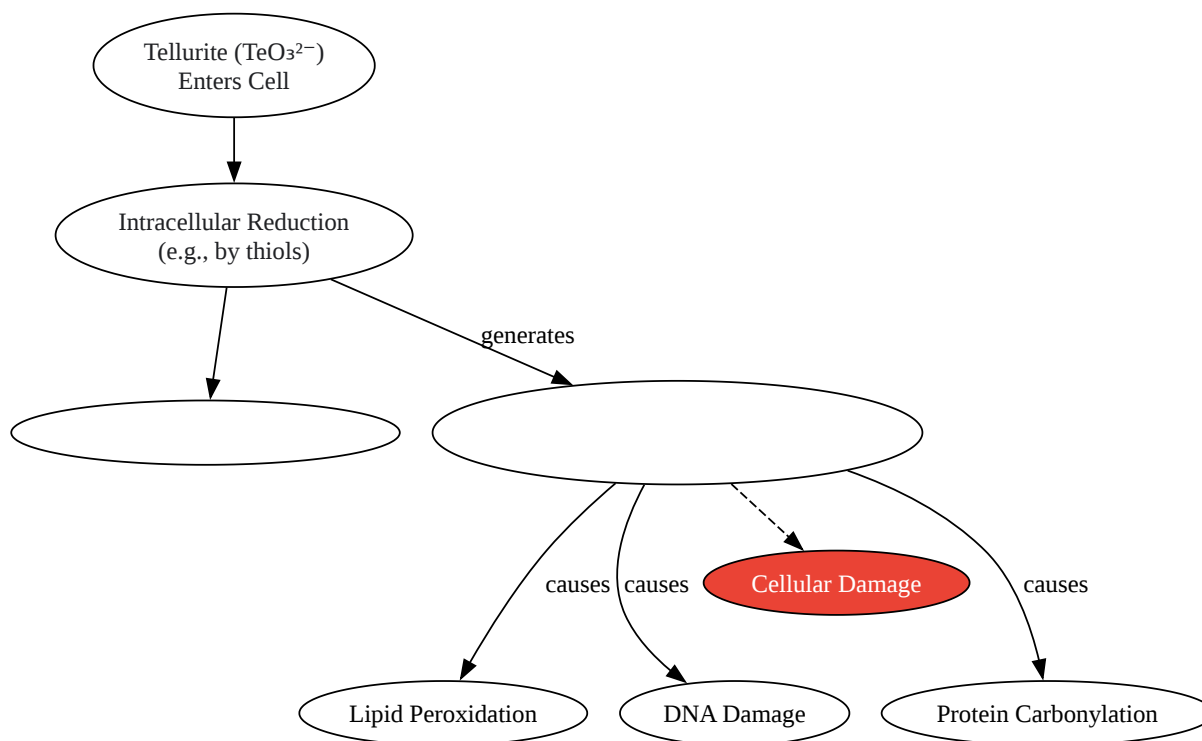 Tellurite (TeO₃²⁻)
Enters Cell
Intracellular Reduction
(e.g., by thiols)
generates
causes
causes
Cellular Damage
causes
Lipid Peroxidation
DNA Damage
Protein Carbonylation